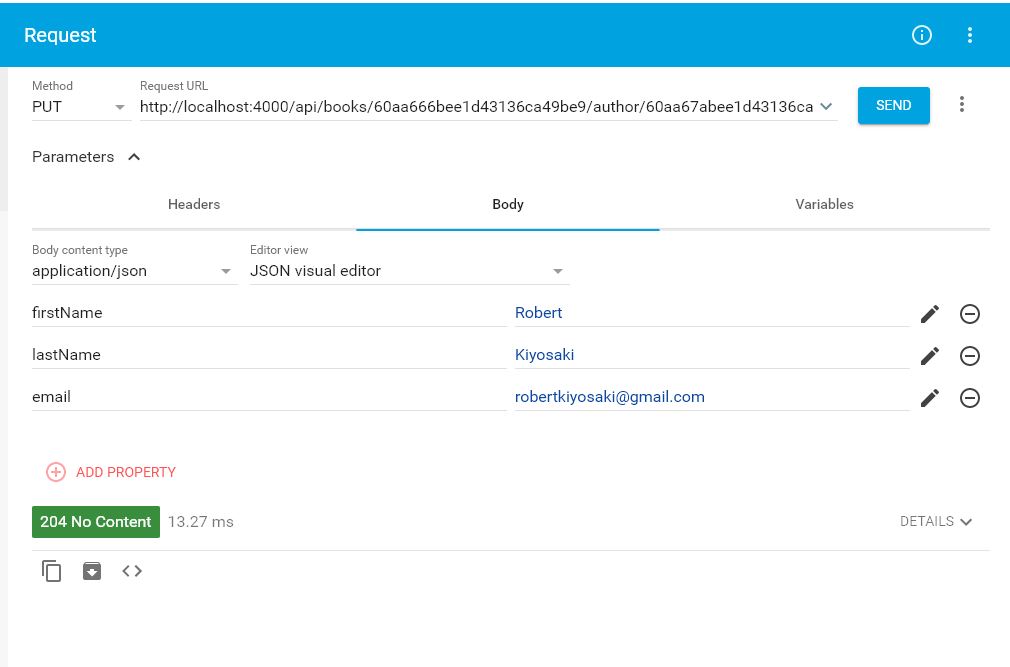 Request
Method
Request URL
PUT
http://localhost:4000/api/books/60aa666bee1d43136ca49be9/author/60aa67abee1d43136ca
SEND
Parameters
Headers
Body
Variables
Body content type
Editor view
application/json
JSON visual editor
firstName
Robert
lastName
Kiyosaki
email
robertkiyosaki@gmail.com
ADD PROPERTY
204 No Content
13.27 ms
DETAILS